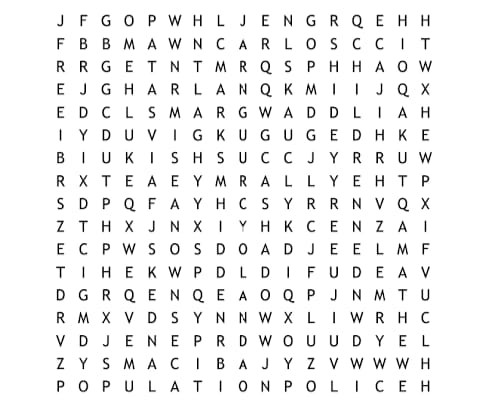 J F G O P W H L J E N G R Q E H H
F B B M A W N C A R L O S C C I T
R R G E T N T M R Q S P H H A O W
E J G H A R L A N Q K M I I J Q X
E D C L S M A R G W A D D L I A H
I Y D U V I G K U G U G E D H K E
B I U K I S H S U C C J Y R R U W
R X T E A E Y M R A L L Y E H T P
S D P Q F A Y H C S Y R R N V Q X
Z T H X J N X I Y H K C E N Z A I
E C P W S O S D O A D J E E L M F
T I H E K W P D L D I F U D E A V
D G R Q E N Q E A O Q P J N M T U
R M X V D S Y N N W X L I W R H C
V D J E N E P R D W O U U D Y E L
Z Y S M A C I B A J Y Z V W W W H
P O P U L A T I O N P O L I C E H